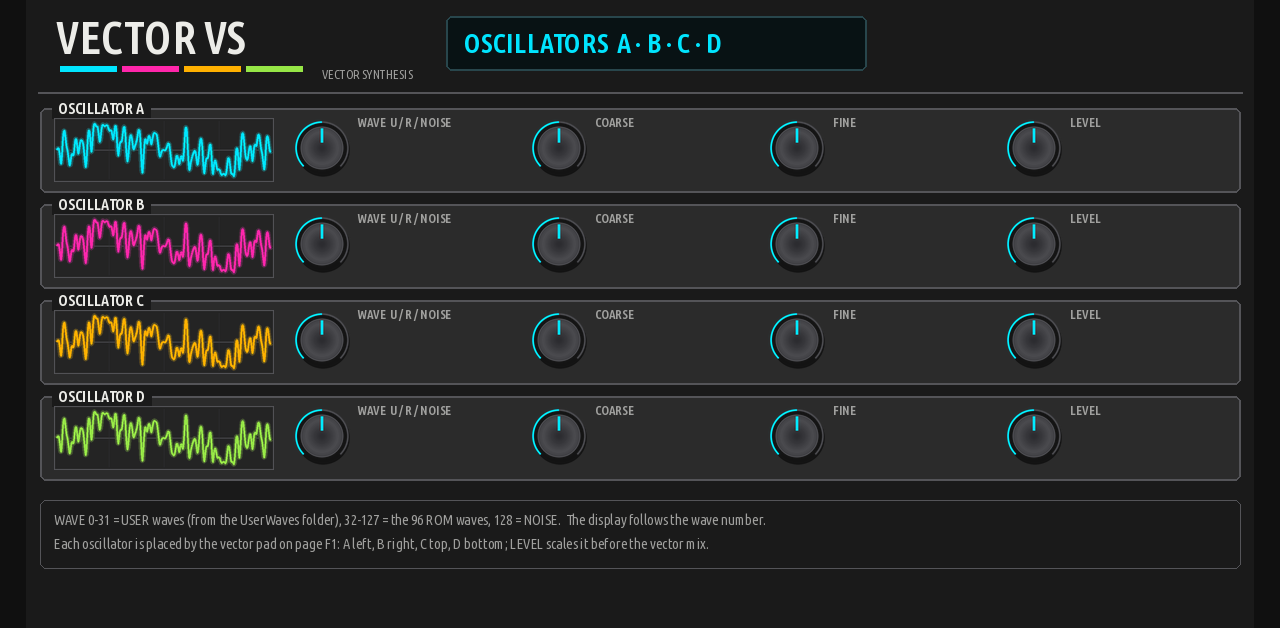 VECTOR VS
OSCILLATORS A · B · C · D
VECTOR SYNTHESIS
OSCILLATOR A
WAVE U / R / NOISE
COARSE
FINE
LEVEL
OSCILLATOR B
WAVE U / R / NOISE
COARSE
FINE
LEVEL
OSCILLATOR C
WAVE U / R / NOISE
COARSE
FINE
LEVEL
OSCILLATOR D
WAVE U / R / NOISE
COARSE
FINE
LEVEL
WAVE 0-31 = USER waves (from the UserWaves folder), 32-127 = the 96 ROM waves, 128 = NOISE. The display follows the wave number.
Each oscillator is placed by the vector pad on page F1: A left, B right, C top, D bottom; LEVEL scales it before the vector mix.